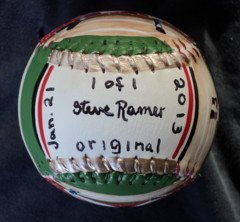 1 of 1
Steve Ramer
original
Jan. 21
2013